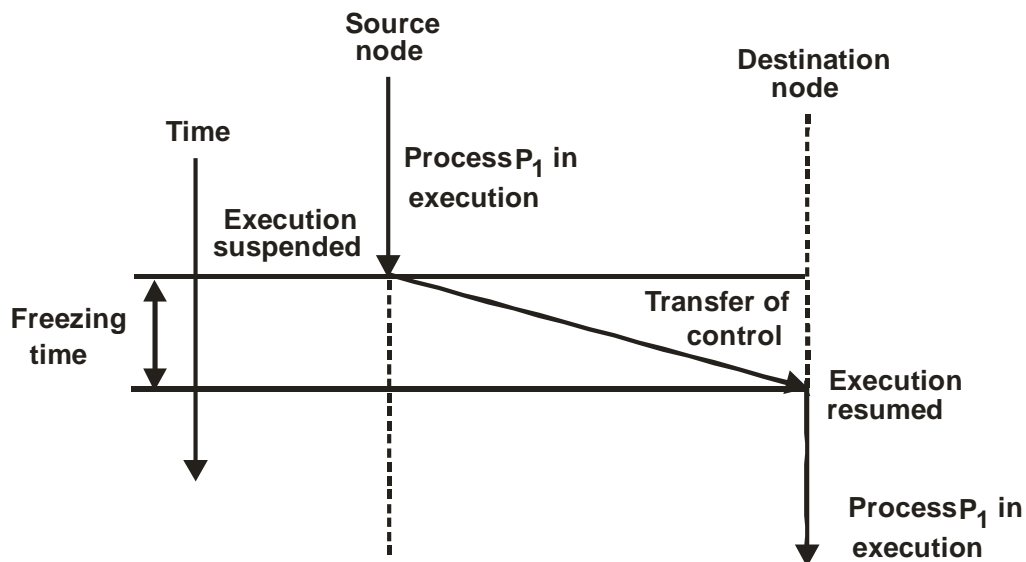 Source
node
Destination
node
Time
Process P₁ in
execution
Execution
suspended
Transfer of
control
Freezing
time
Execution
resumed
Process P₁ in
execution